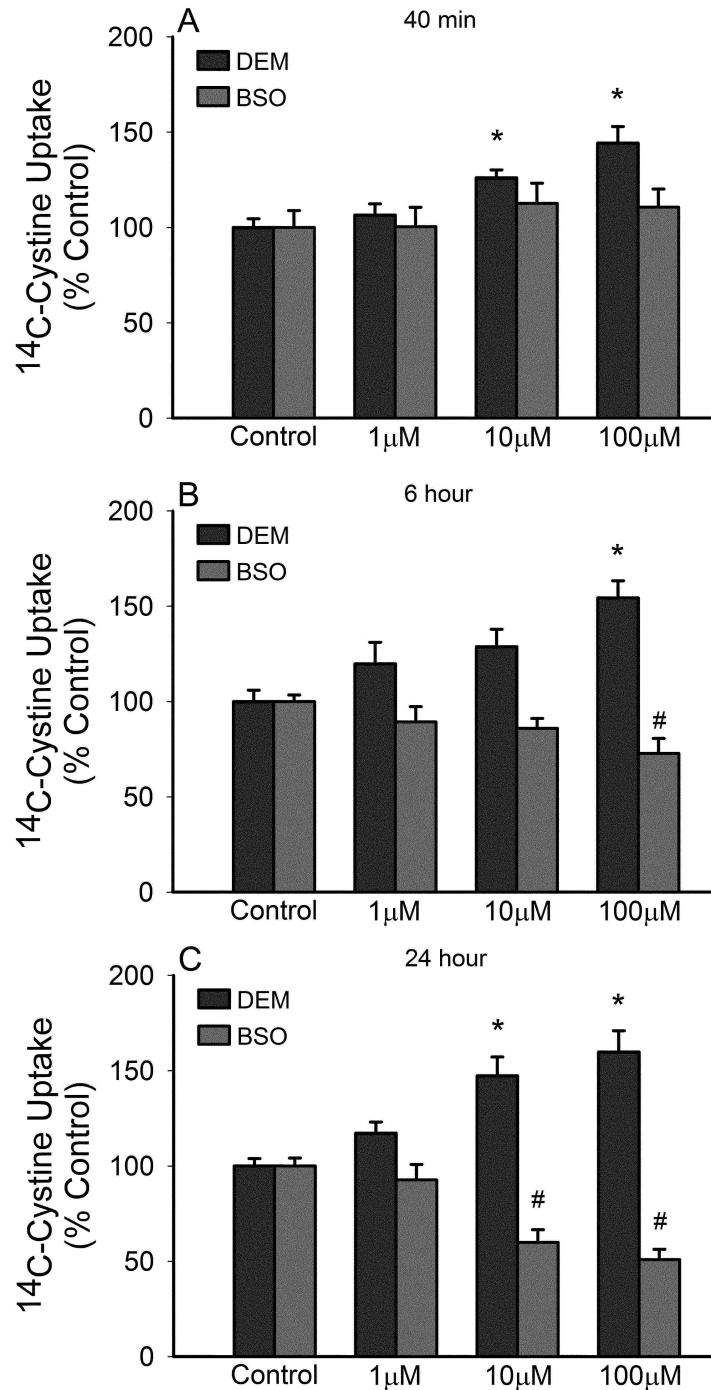 A
40 min
200
DEM
BSO
150
100
50
0
* *
14C-Cystine Uptake
(% Control)
Control 1μM 10μM 100μM
B
6 hour
200
DEM
BSO
150
100
50
0
*
#
14C-Cystine Uptake
(% Control)
Control 1μM 10μM 100μM
C
24 hour
200
DEM
BSO
150
100
50
0
* *
# #
14C-Cystine Uptake
(% Control)
Control 1μM 10μM 100μM